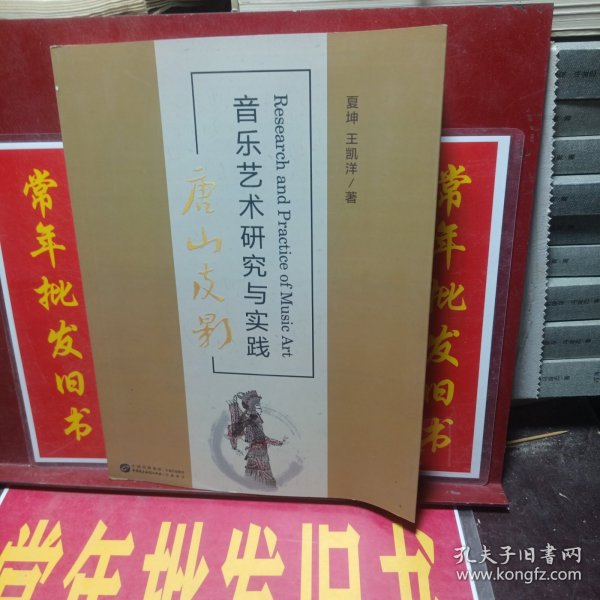 夏坤 王凯洋/著
Research and Practice of Music Art
音乐艺术研究与实践
唐山皮影
常年批发旧书
常年批发旧书
常年批发旧书
孔夫子旧书网
www.kongfz.com